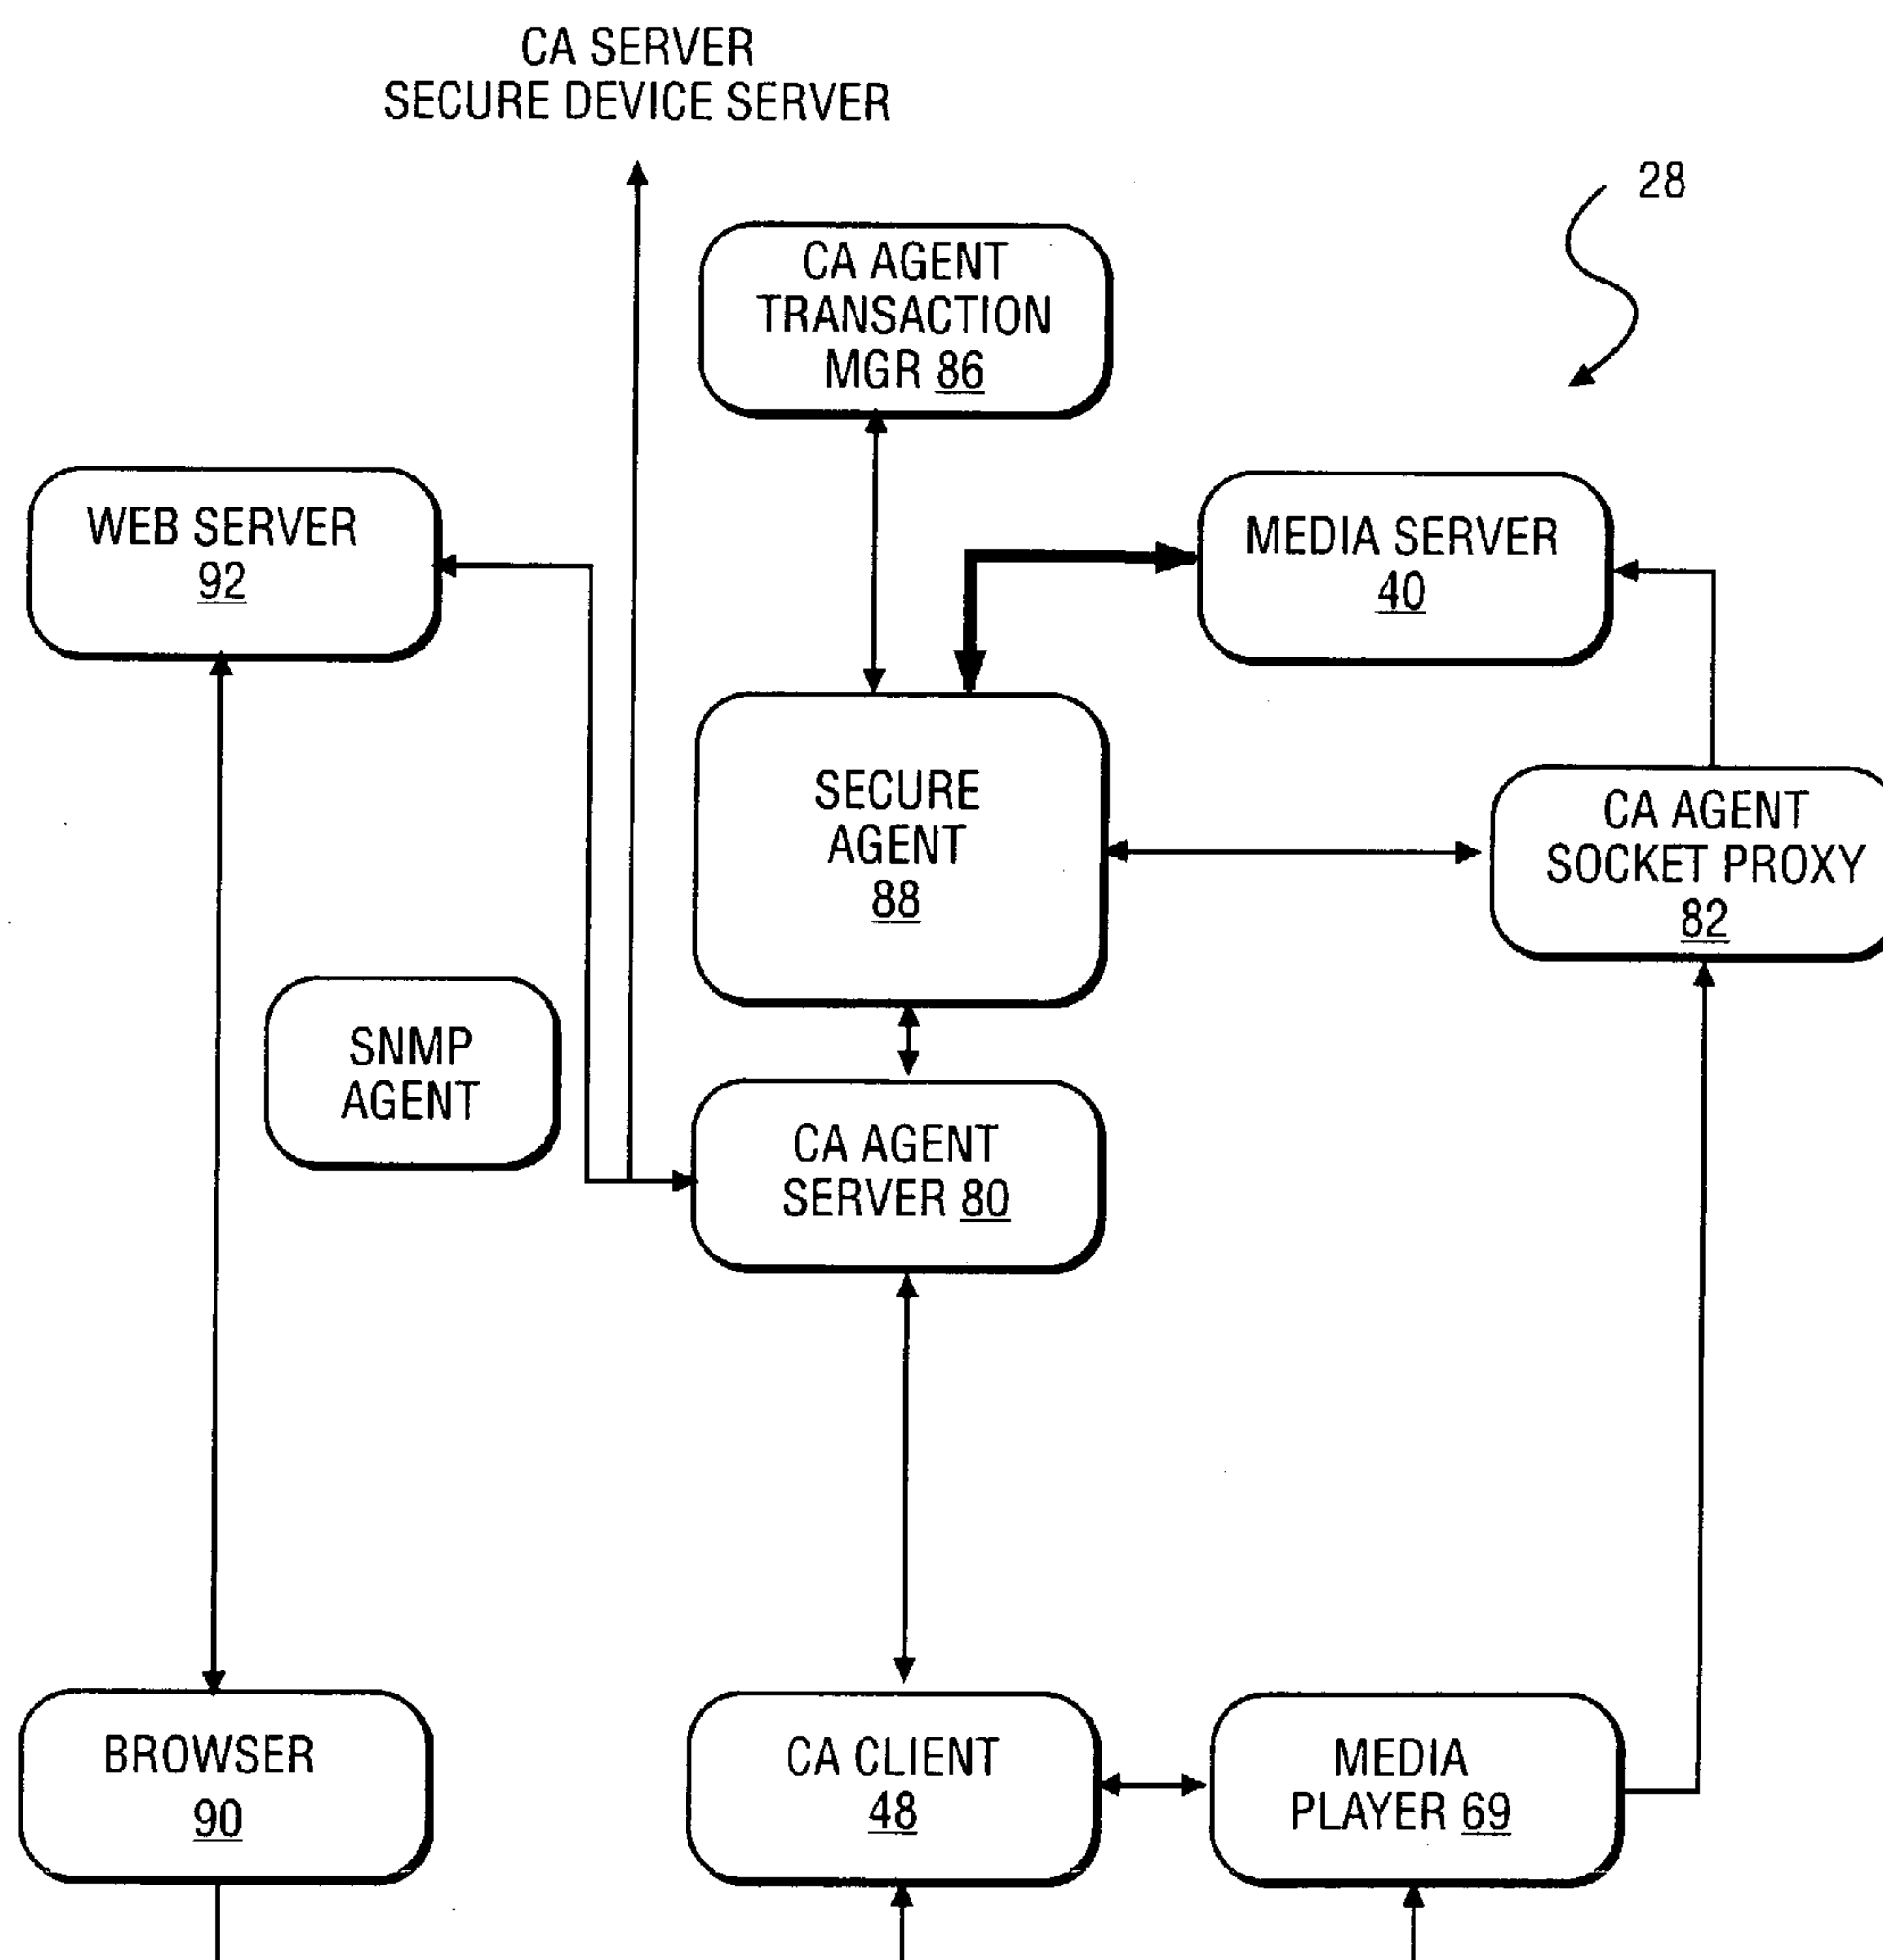 CA SERVER
SECURE DEVICE SERVER
28
CA AGENT
TRANSACTION
MGR 86
WEB SERVER
92
MEDIA SERVER
40
SECURE
AGENT
88
CA AGENT
SOCKET PROXY
82
SNMP
AGENT
CA AGENT
SERVER 80
BROWSER
90
CA CLIENT
48
MEDIA
PLAYER 69